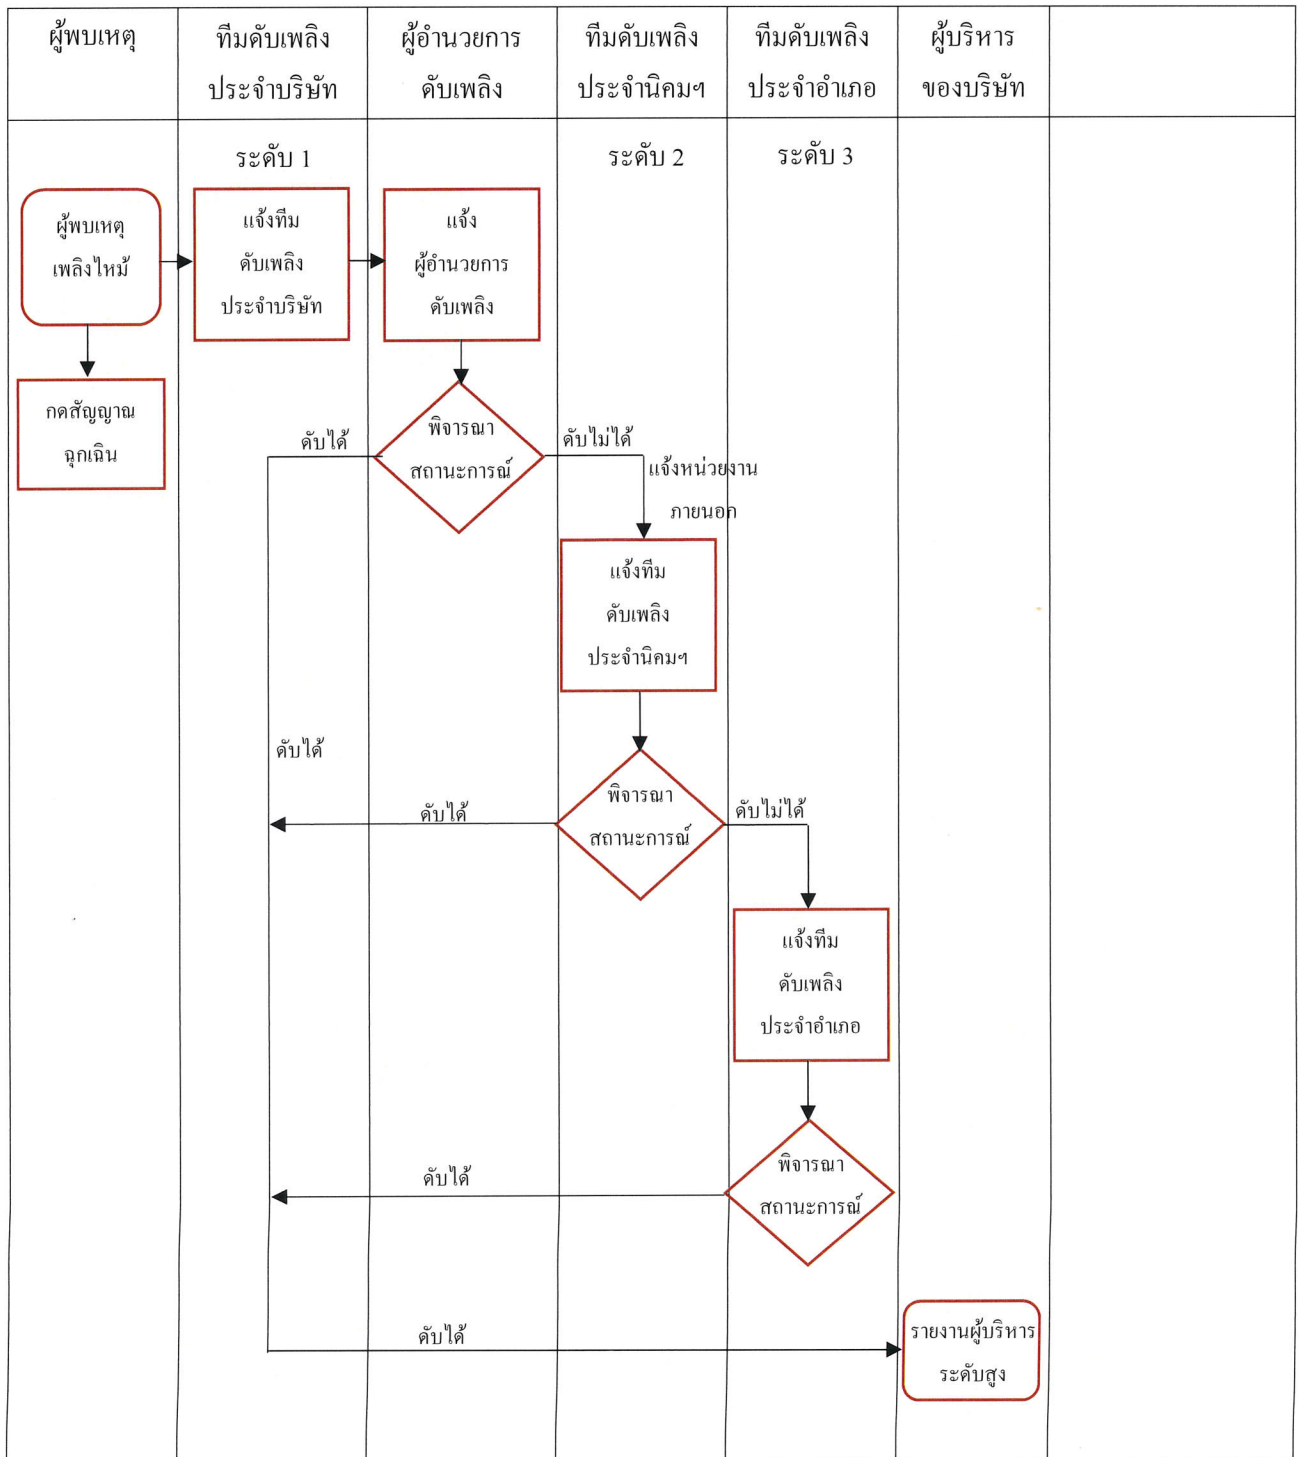 ผู้พบเหตุ
ทีมดับเพลิง
ประจำบริษัท
ผู้อำนวยการ
ดับเพลิง
ทีมดับเพลิง
ประจำนิคมฯ
ทีมดับเพลิง
ประจำอำเภอ
ผู้บริหาร
ของบริษัท
ระดับ 1
ระดับ 2
ระดับ 3
ผู้พบเหตุ
เพลิงไหม้
แจ้งทีม
ดับเพลิง
ประจำบริษัท
แจ้ง
ผู้อำนวยการ
ดับเพลิง
กดสัญญาณ
ฉุกเฉิน
ดับได้
พิจารณา
สถานะการณ์
ดับไม่ได้
แจ้งหน่วยงาน
ภายนอก
แจ้งทีม
ดับเพลิง
ประจำนิคมฯ
ดับได้
ดับได้
พิจารณา
สถานะการณ์
ดับไม่ได้
แจ้งทีม
ดับเพลิง
ประจำอำเภอ
ดับได้
พิจารณา
สถานะการณ์
ดับได้
รายงานผู้บริหาร
ระดับสูง